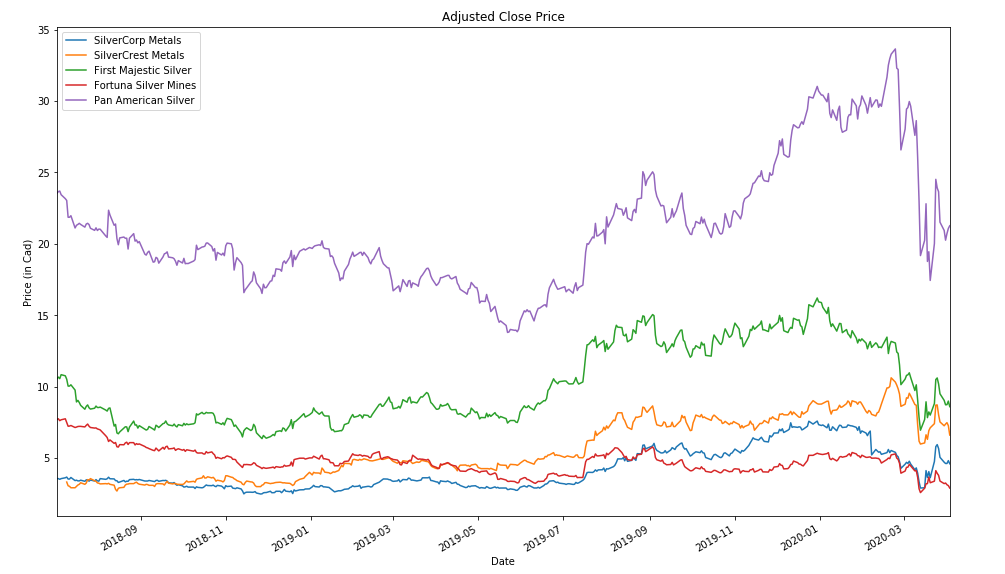 Adjusted Close Price
35
30
25
20
15
10
5
Price (in Cad)
SilverCorp Metals
SilverCrest Metals
First Majestic Silver
Fortuna Silver Mines
Pan American Silver
2018-09
2018-11
2019-01
2019-03
2019-05
2019-07
2019-09
2019-11
2020-01
2020-03
Date